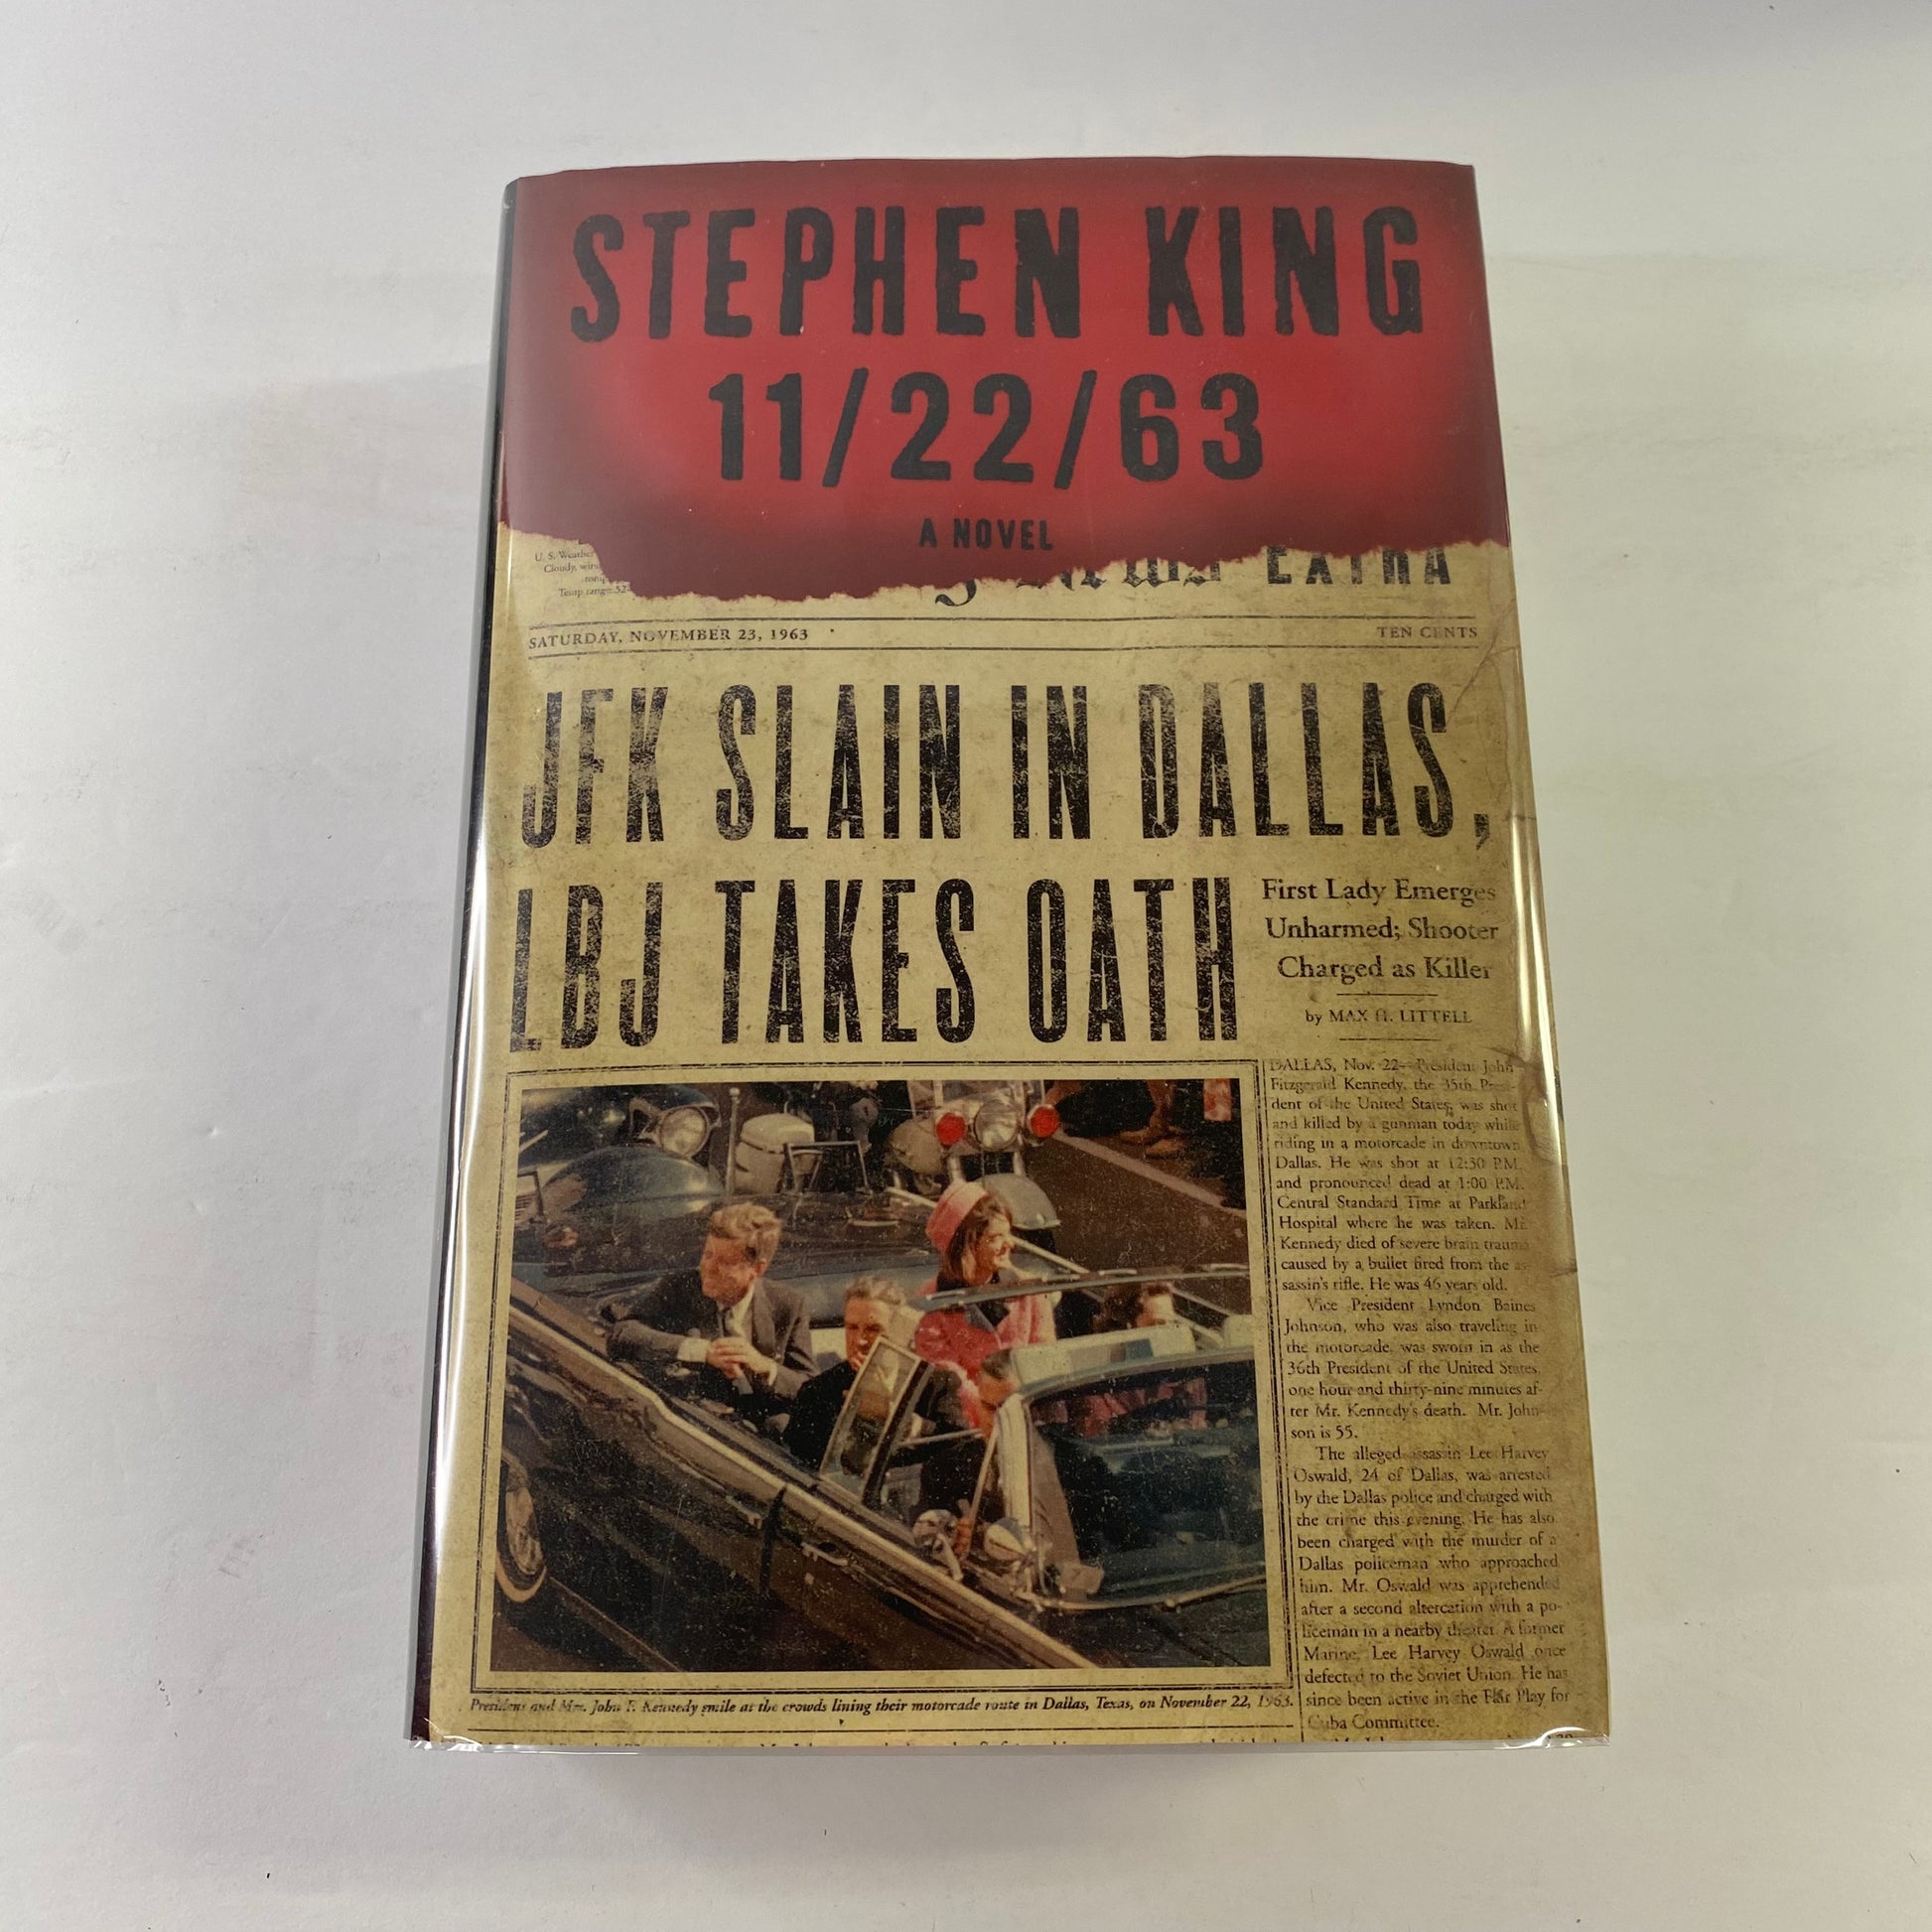 STEPHEN KING
11/22/63
A NOVEL
U. S. Weather
Cloudy,
EXTRA
SATURDAY, NOVEMBER 23, 1963
TEN CENTS
JFK SLAIN IN DALLAS,
LBJ TAKES OATH
First Lady Emerges
Unharmed; Shooter
Charged as Killer
by MAX H. LITTELL
DALLAS, Nov. 22—President John
Fitzgerald Kennedy, the 35th Presi-
dent of the United States, was shot
and killed by a gunman today while
riding in a motorcade in downtown
Dallas. He was shot at 12:30 P.M.
and pronounced dead at 1:00 P.M.
Central Standard Time at Parkland
Hospital where he was taken. Mr.
Kennedy died of severe brain trauma
caused by a bullet fired from the as-
sassin's rifle. He was 46 years old.
Vice President Lyndon Baines
Johnson, who was also traveling in
the motorcade, was sworn in as the
36th President of the United States,
one hour and thirty-nine minutes af-
ter Mr. Kennedy's death. Mr. John-
son is 55.
The alleged assassin Lee Harvey
Oswald, 24 of Dallas, was arrested
by the Dallas police and charged with
the crime this evening. He has also
been charged with the murder of a
Dallas policeman who approached
him. Mr. Oswald was apprehended
after a second altercation with a po-
liceman in a nearby theater. A former
Marine, Lee Harvey Oswald once
defected to the Soviet Union. He has
since been active in the Fair Play for
Cuba Committee.
President and Mrs. John F. Kennedy smile at the crowds lining their motorcade route in Dallas, Texas, on November 22, 1963.